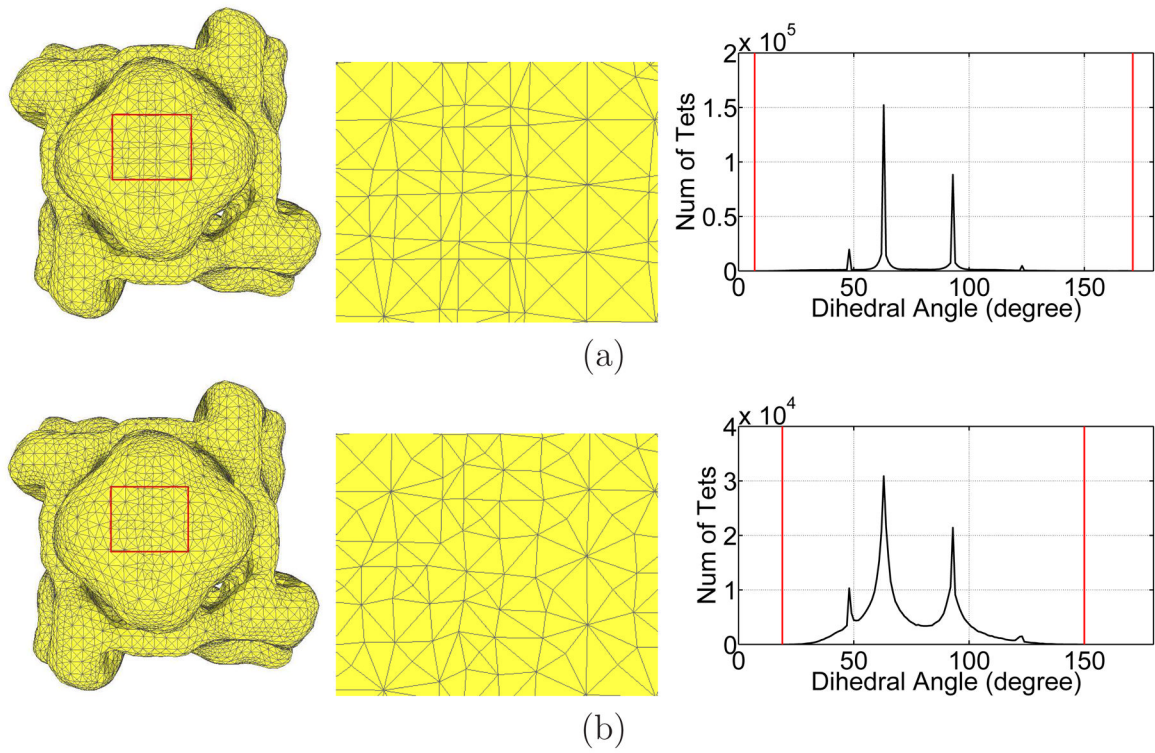 2 x 10^5
1.5
1
0.5
0
Num of Tets
0 50 100 150
Dihedral Angle (degree)
(a)
4 x 10^4
3
2
1
0
Num of Tets
0 50 100 150
Dihedral Angle (degree)
(b)